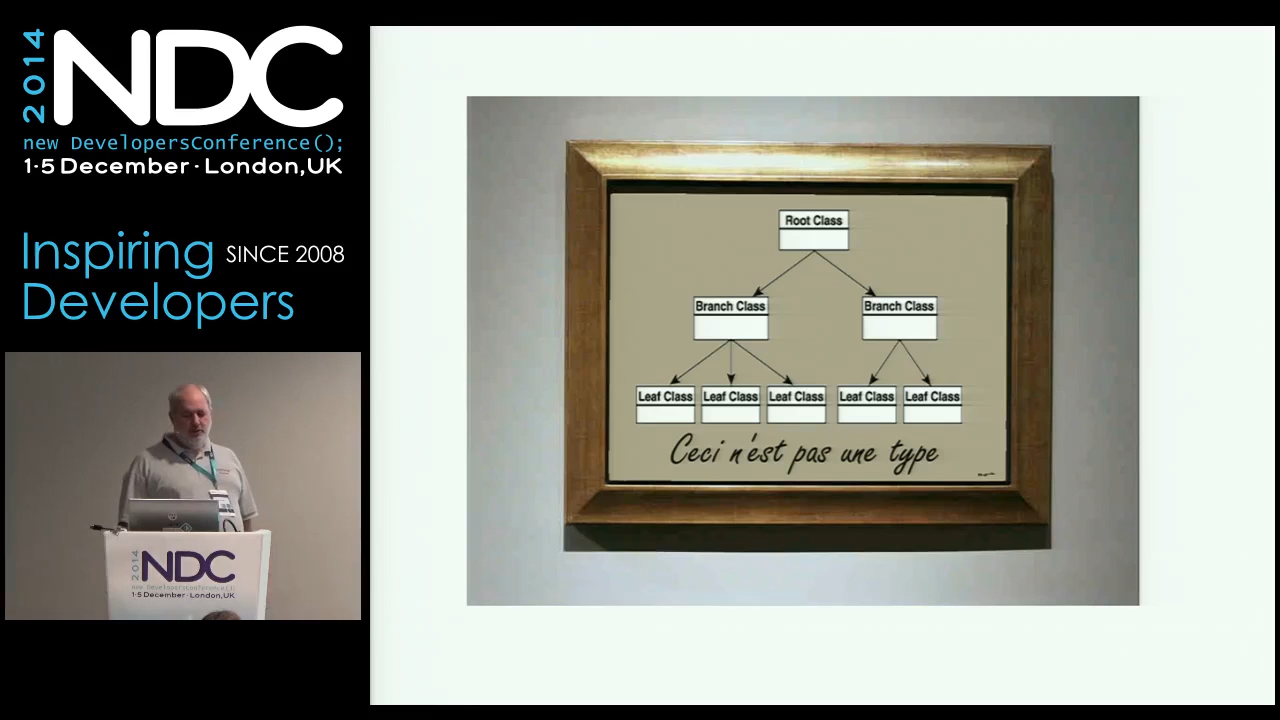 2014
NDC
new DevelopersConference();
1-5 December · London,UK
Inspiring SINCE 2008
Developers
2014
NDC
new DevelopersConference();
1-5 December · London,UK
Root Class
Branch Class Branch Class
Leaf Class Leaf Class Leaf Class Leaf Class Leaf Class
Ceci n'est pas une type